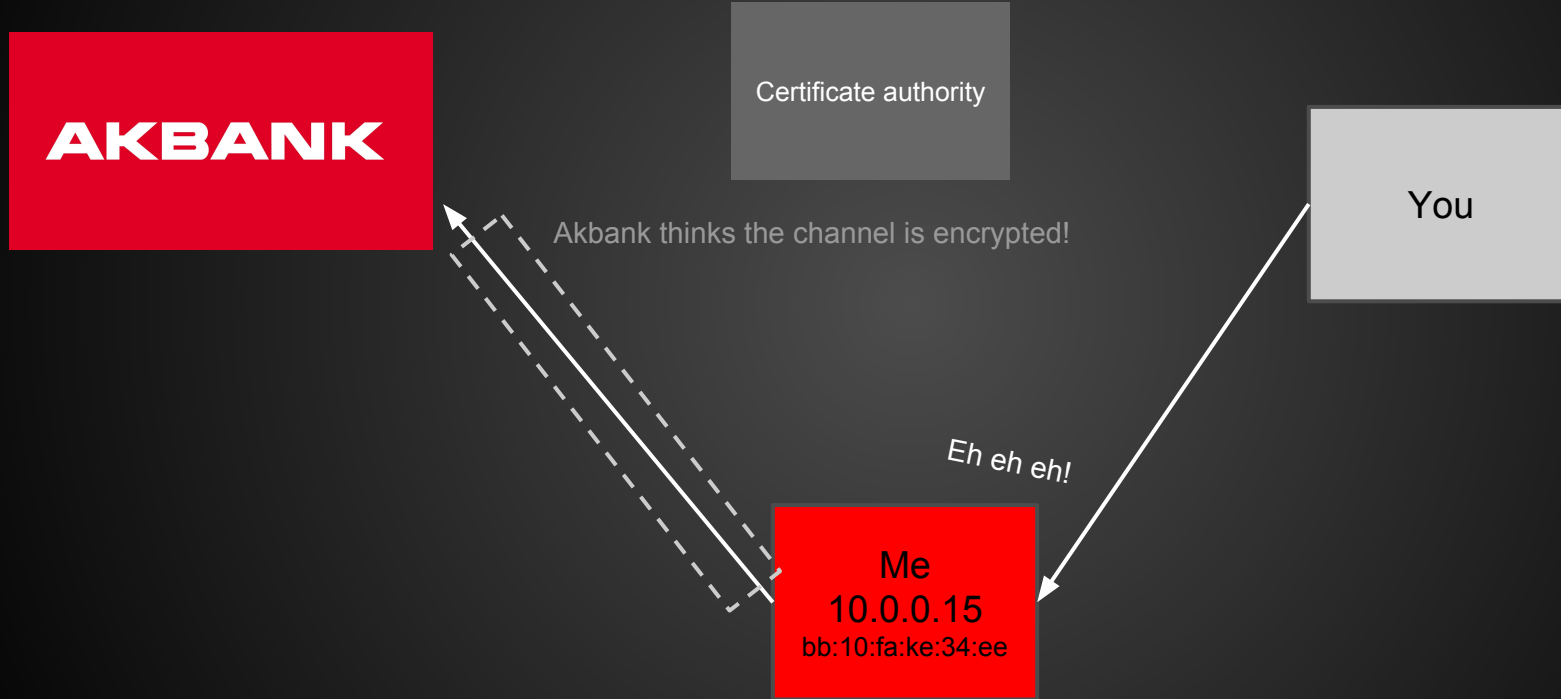 AKBANK
Certificate authority
You
Akbank thinks the channel is encrypted!
Eh eh eh!
Me
10.0.0.15
bb:10:fa:ke:34:ee